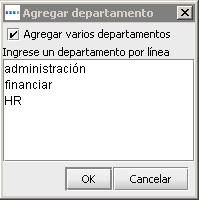 Agregar departamento
Agregar varios departamentos
Ingrese un departamento por línea
administración
financiar
HR
OK
Cancelar